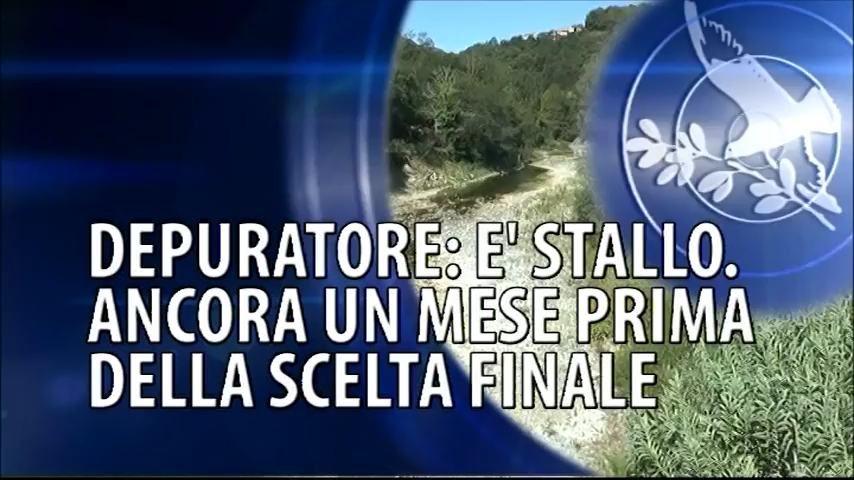 DEPURATORE: E' STALLO.
ANCORA UN MESE PRIMA
DELLA SCELTA FINALE